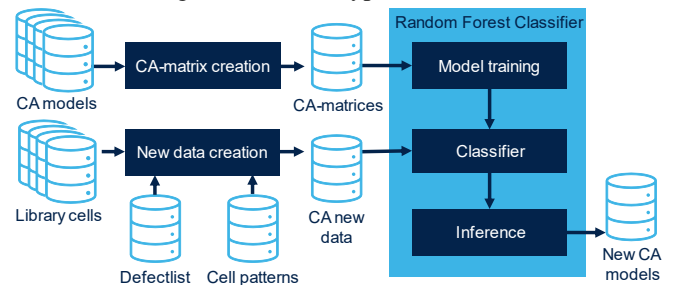 Random Forest Classifier
CA-matrix creation
Model training
CA models
CA-matrices
New data creation
Classifier
Library cells
CA new
data
Inference
Defectlist
Cell patterns
New CA
models